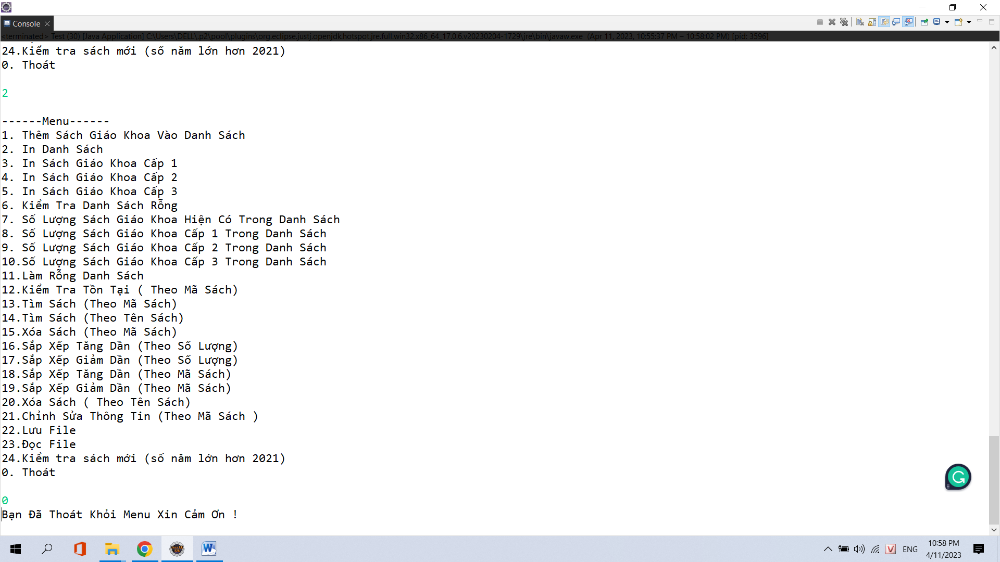 Console
<terminated> Test (30) [Java Application] C:\Users\DELL\.p2\pool\plugins\org.eclipse.justj.openjdk.hotspot.jre.full.win32.x86_64_17.0.6.v20230204-1729\jre\bin\javaw.exe (Apr 11, 2023, 10:55:37 PM – 10:58:02 PM) [pid: 3596]
24.Kiểm tra sách mới (số năm lớn hơn 2021)
0. Thoát
2
------Menu------
1. Thêm Sách Giáo Khoa Vào Danh Sách
2. In Danh Sách
3. In Sách Giáo Khoa Cấp 1
4. In Sách Giáo Khoa Cấp 2
5. In Sách Giáo Khoa Cấp 3
6. Kiểm Tra Danh Sách Rỗng
7. Số Lượng Sách Giáo Khoa Hiện Có Trong Danh Sách
8. Số Lượng Sách Giáo Khoa Cấp 1 Trong Danh Sách
9. Số Lượng Sách Giáo Khoa Cấp 2 Trong Danh Sách
10.Số Lượng Sách Giáo Khoa Cấp 3 Trong Danh Sách
11.Làm Rỗng Danh Sách
12.Kiểm Tra Tồn Tại ( Theo Mã Sách)
13.Tìm Sách (Theo Mã Sách)
14.Tìm Sách (Theo Tên Sách)
15.Xóa Sách (Theo Mã Sách)
16.Sắp Xếp Tăng Dần (Theo Số Lượng)
17.Sắp Xếp Giảm Dần (Theo Số Lượng)
18.Sắp Xếp Tăng Dần (Theo Mã Sách)
19.Sắp Xếp Giảm Dần (Theo Mã Sách)
20.Xóa Sách ( Theo Tên Sách)
21.Chỉnh Sửa Thông Tin (Theo Mã Sách )
22.Lưu File
23.Đọc File
24.Kiểm tra sách mới (số năm lớn hơn 2021)
0. Thoát
0
Bạn Đã Thoát Khỏi Menu Xin Cảm Ơn !
ENG
10:58 PM
4/11/2023